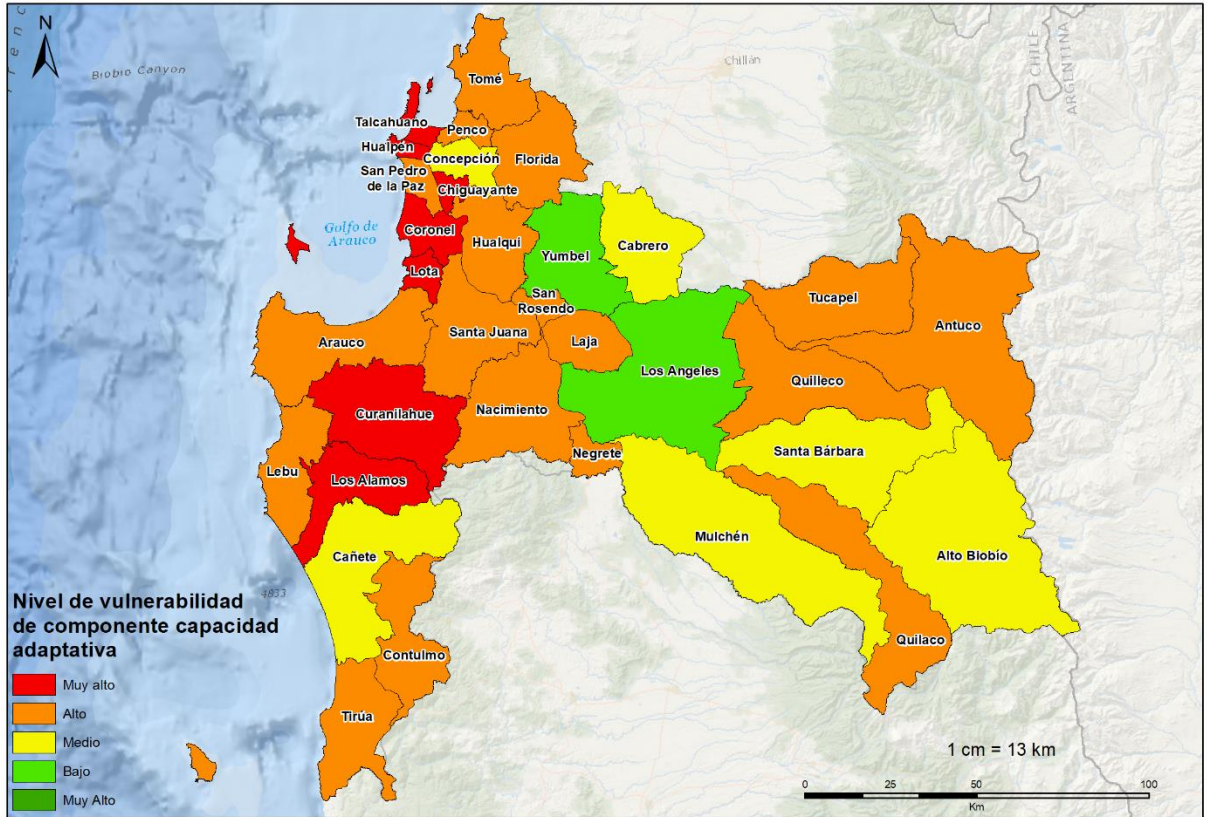 N
Biobio Canyon
Chillán
CHILE
ARGENTINA
Tomé
Talcahuano
Penco
Hualpén
Concepción
Florida
San Pedro
de la Paz
Chiguayante
Golfo de
Arauco
Coronel
Hualqui
Yumbel
Cabrero
Lota
San
Rosendo
Tucapel
Antuco
Arauco
Santa Juana
Laja
Los Angeles
Quilleco
Curanilahue
Nacimiento
Negrete
Santa Bárbara
Lebu
Los Alamos
Mulchén
Alto Biobío
Cañete
4833
Quilaco
Contulmo
Tirúa
Nivel de vulnerabilidad
de componente capacidad
adaptativa
Muy alto
Alto
Medio
Bajo
Muy Alto
1 cm = 13 km
0 25 50 100
Km